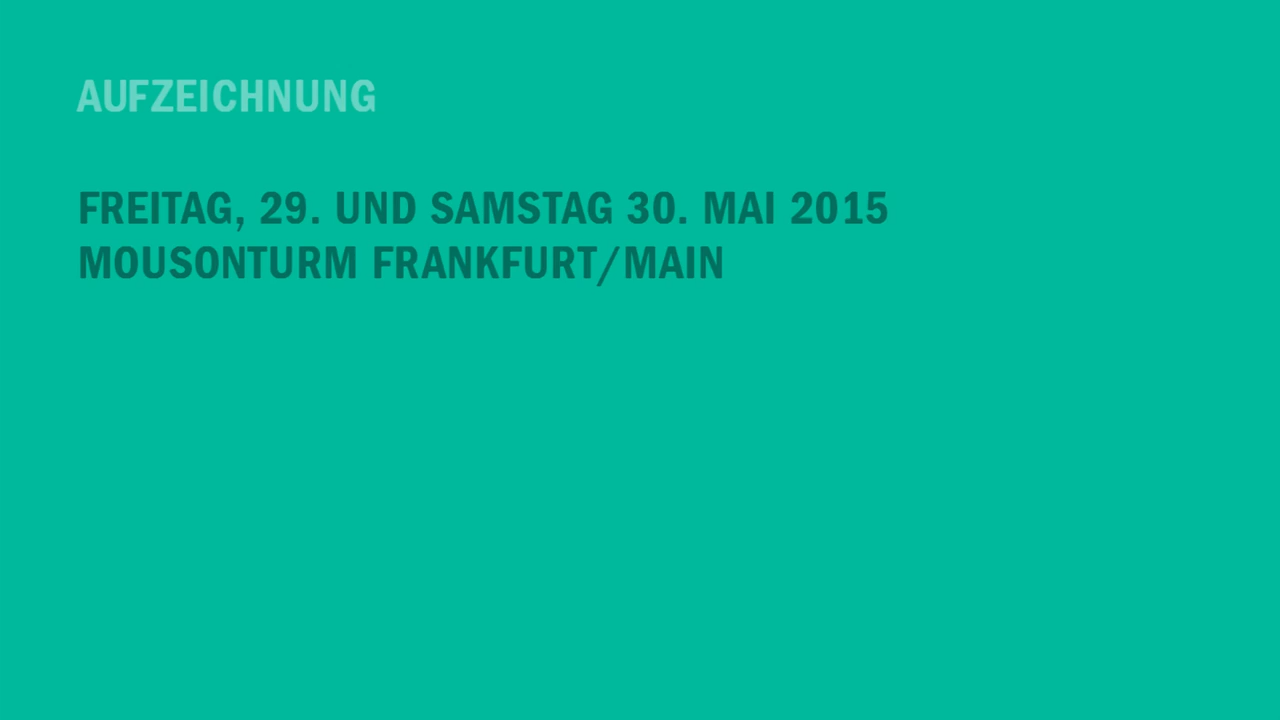 AUFZEICHNUNG
FREITAG, 29. UND SAMSTAG 30. MAI 2015
MOUSONTURM FRANKFURT/MAIN